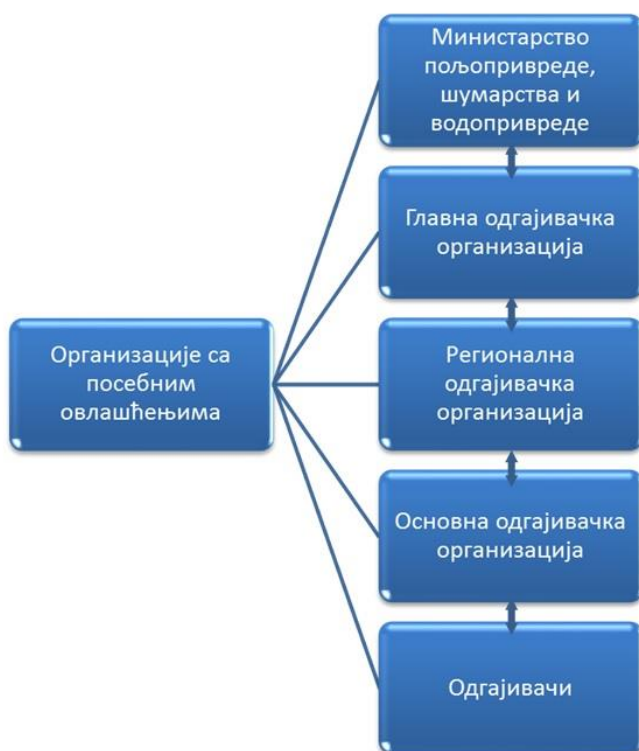 Министарство
пољопривреде,
шумарства и
водопривреде
Главна одгајивачка
организација
Организације са
посебним
овлашћењима
Регионална
одгајивачка
организација
Основна одгајивачка
организација
Одгајивачи